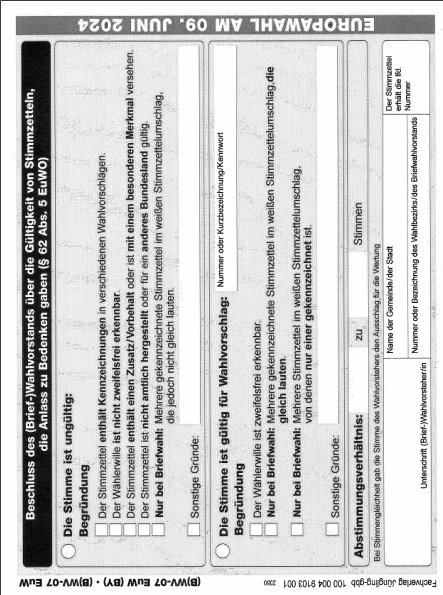 EUROPAWAHL AM 09. JUNI 2024
Beschluss des (Brief-)Wahlvorstands über die Gültigkeit von Stimmzetteln,
die Anlass zu Bedenken gaben (§ 62 Abs. 5 EuWO)
Die Stimme ist ungültig:
Begründung
Der Stimmzettel enthält Kennzeichnungen in verschiedenen Wahlvorschlägen.
Der Wählerwille ist nicht zweifelsfrei erkennbar.
Der Stimmzettel enthält einen Zusatz/Vorbehalt oder ist mit einem besonderen Merkmal versehen.
Der Stimmzettel ist nicht amtlich hergestellt oder für ein anderes Bundesland gültig.
Nur bei Briefwahl: Mehrere gekennzeichnete Stimmzettel im weißen Stimmzettelumschlag,
die jedoch nicht gleich lauten.
Sonstige Gründe:
Die Stimme ist gültig für Wahlvorschlag:
Nummer oder Kurzbezeichnung/Kennwort
Begründung
Der Wählerwille ist zweifelsfrei erkennbar.
Nur bei Briefwahl: Mehrere gekennzeichnete Stimmzettel im weißen Stimmzettelumschlag,die
gleich lauten.
Nur bei Briefwahl: Mehrere Stimmzettel im weißen Stimmzettelumschlag,
von denen nur einer gekennzeichnet ist.
Sonstige Gründe:
Abstimmungsverhältnis: zu Stimmen
Bei Stimmengleichheit gab die Stimme des Wahlvorstehers den Ausschlag für die Wertung
Name der Gemeinde/der Stadt
Der Stimmzettel
erhält die lfd.
Nummer
Nummer oder Bezeichnung des Wahlbezirks/des Briefwahlvorstands
Unterschrift (Brief-)Wahlvorsteher/in
(B)WV-07 EuW (BY) • (B)WV-07 EuW
Fachverlag Jüngling-gbb 100 004 9103 001 2380